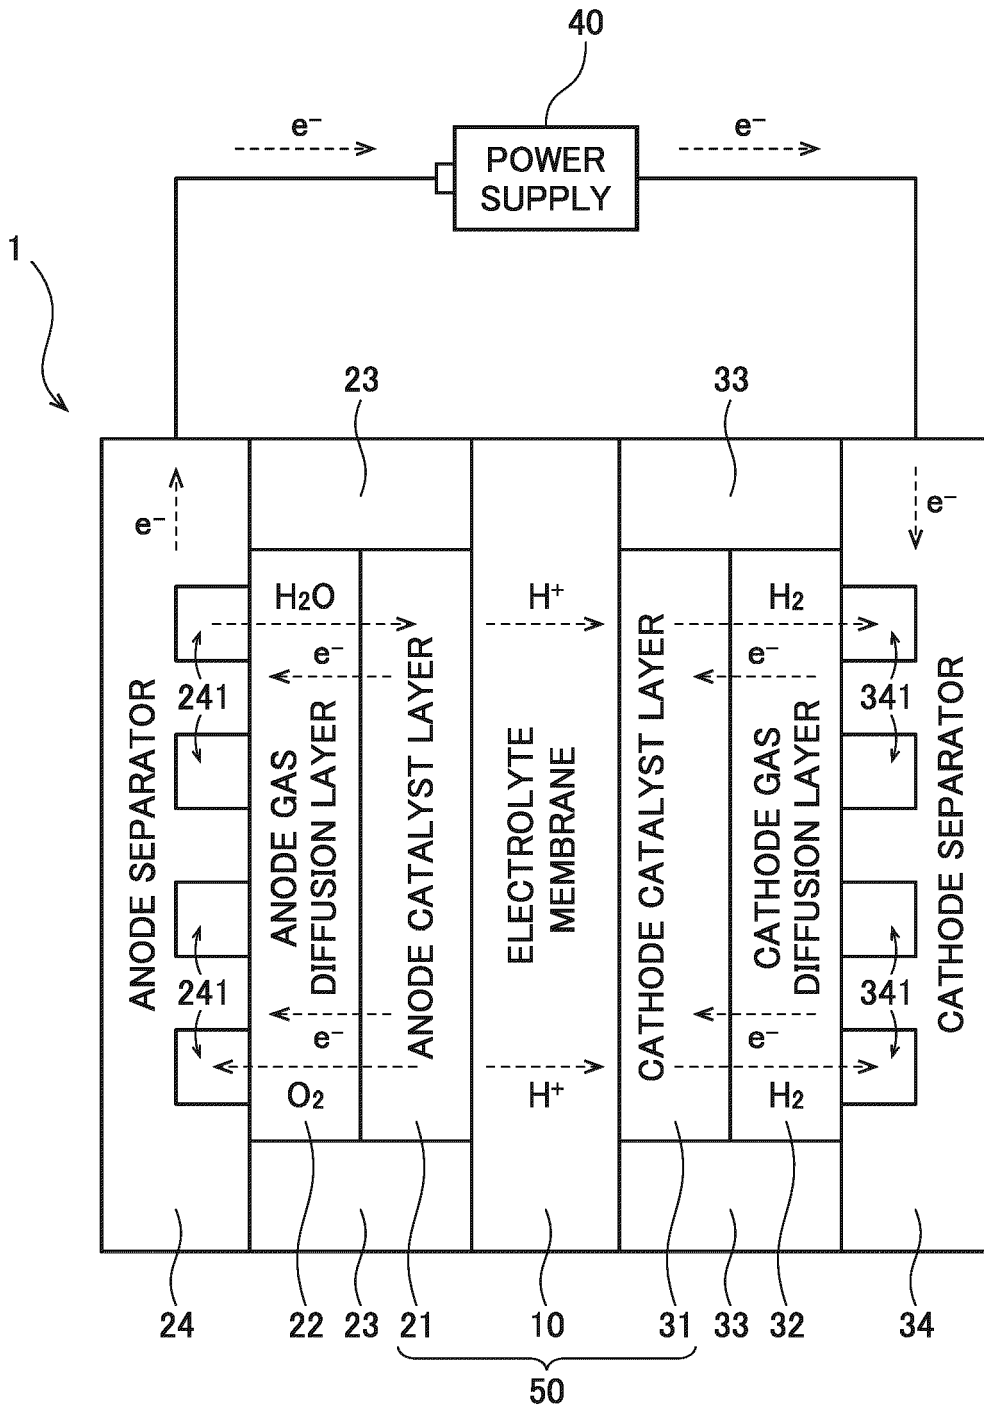 40
e⁻
e⁻
POWER
SUPPLY
1
23
33
e⁻
e⁻
H₂O
H⁺
H₂
e⁻
e⁻
241
341
ANODE SEPARATOR
ANODE GAS
DIFFUSION LAYER
ANODE CATALYST LAYER
ELECTROLYTE
MEMBRANE
CATHODE CATALYST LAYER
CATHODE GAS
DIFFUSION LAYER
CATHODE SEPARATOR
241
341
e⁻
e⁻
O₂
H⁺
H₂
24
22
23
21
10
31
33
32
34
50